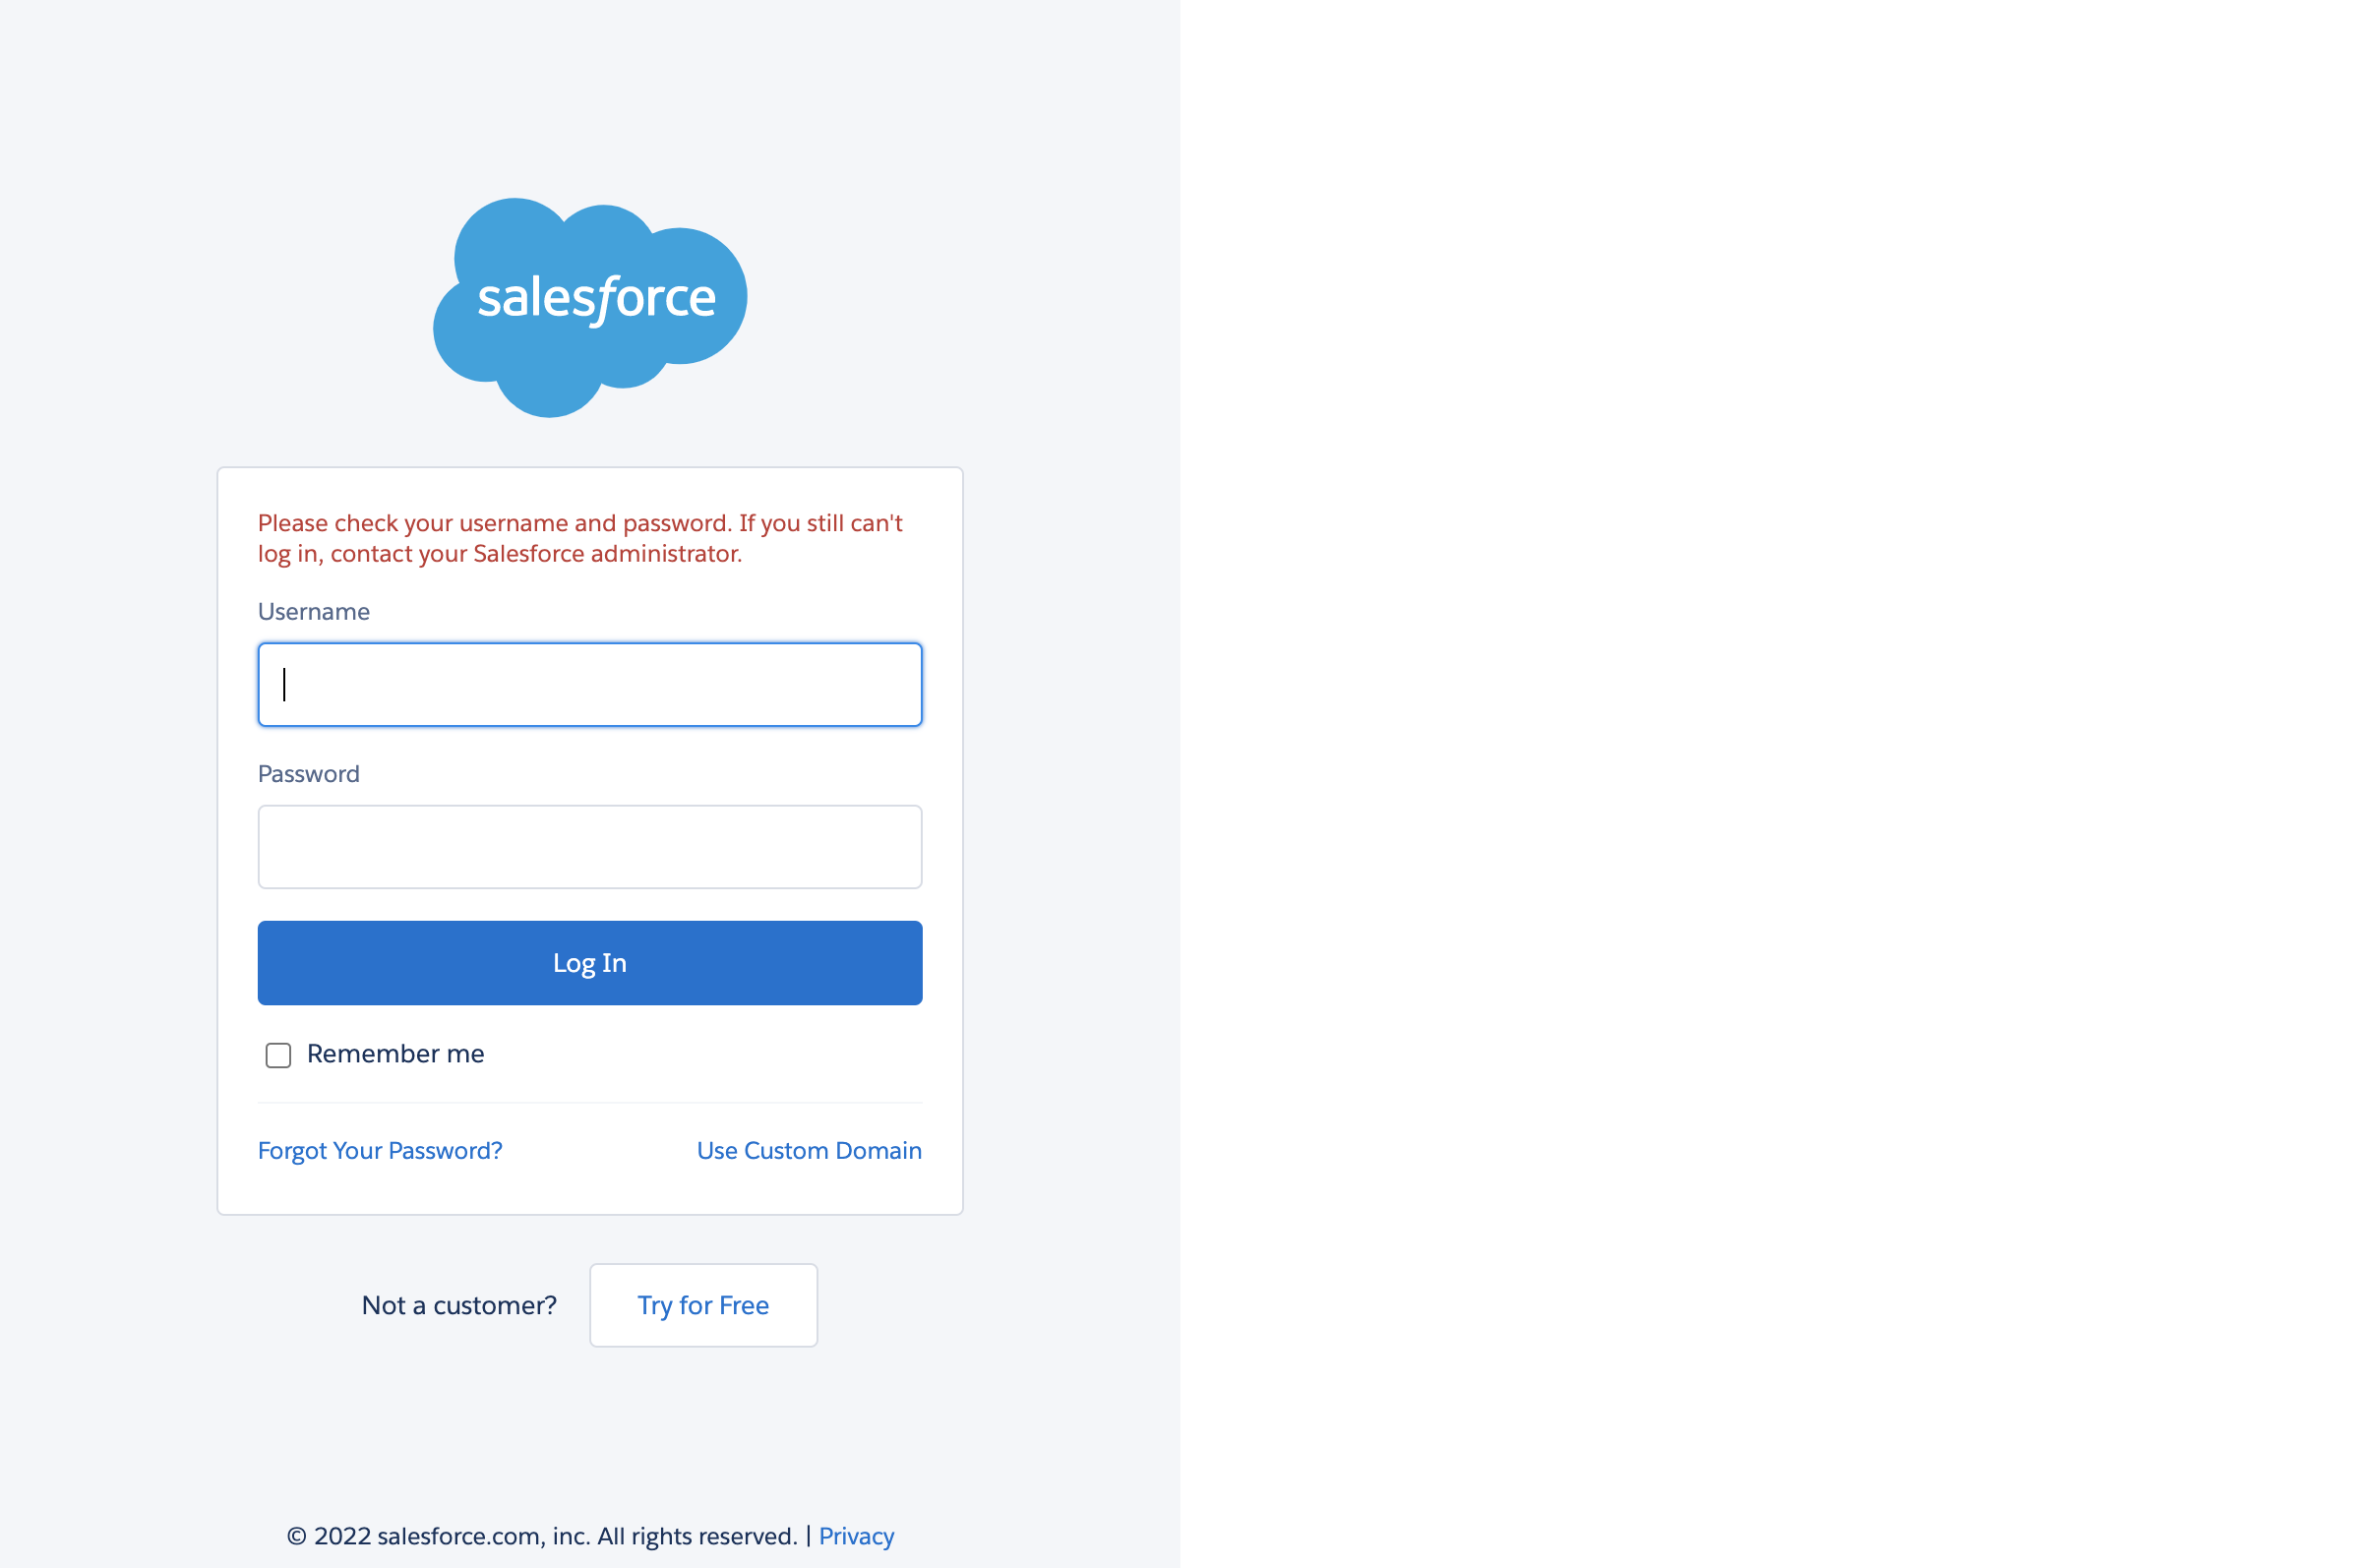 salesforce
Please check your username and password. If you still can't
log in, contact your Salesforce administrator.
Username
Password
Log In
Remember me
Forgot Your Password? Use Custom Domain
Not a customer? Try for Free
© 2022 salesforce.com, inc. All rights reserved. | Privacy